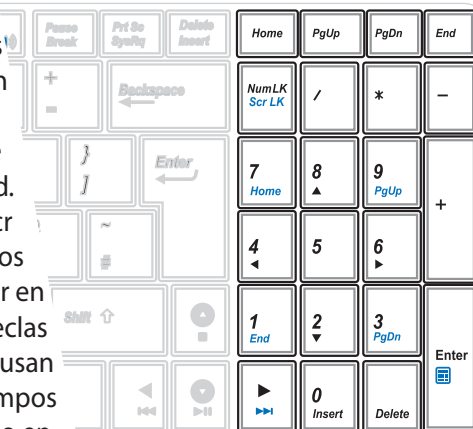 Pause Prt Sc Delete Home PgUp PgDn End
Break SysRq Insert
s
n
+ Backspace NumLK / * −
= Scr LK
} Enter 7 8 9 +
] Home PgUp
d.
cr ~ 4 5 6
os #
r en
eclas Shift 1 2 3 Enter
usan End PgDn
mpos 0
Insert Delete